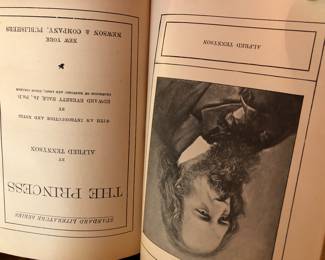 STANDARD LITERATURE SERIES
THE PRINCESS
BY
ALFRED TENNYSON
WITH AN INTRODUCTION AND NOTES
BY
EDWARD EVERETT HALE, Jr., Ph.D.
NEW YORK
NEWSON & COMPANY, PUBLISHERS
ALFRED TENNYSON